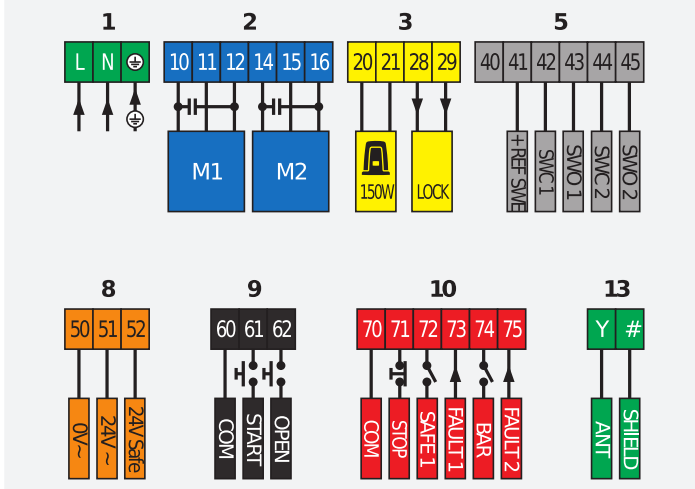 1 2 3 5
L N
10 11 12 14 15 16
20 21 28 29
40 41 42 43 44 45
M1 M2
150W
LOCK
+REF SWE
SWC 1
SWO 1
SWC 2
SWO 2
8 9 10 13
50 51 52
60 61 62
70 71 72 73 74 75
Y #
0V~
24V ~
24V Safe
COM
START
OPEN
COM
STOP
SAFE 1
FAULT 1
BAR
FAULT 2
ANT
SHIELD